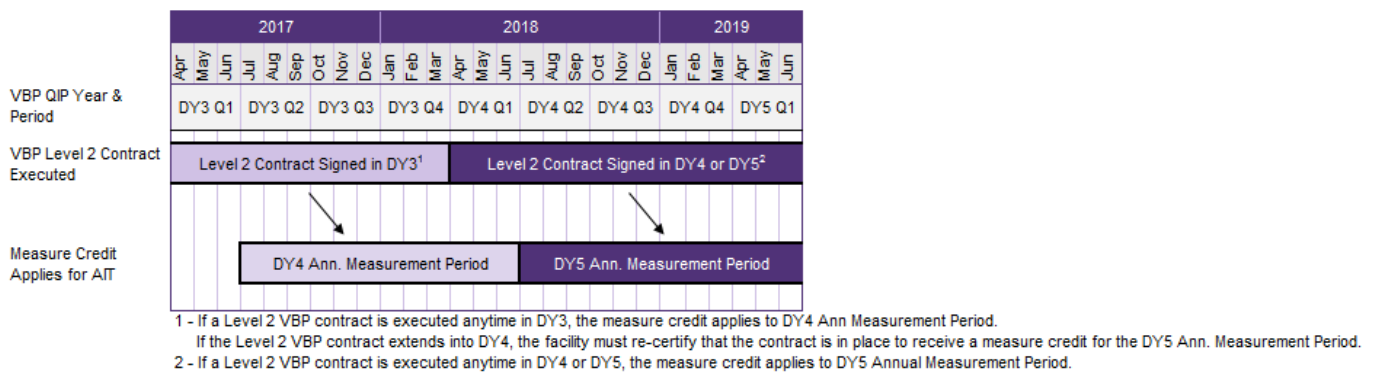 2017 2018 2019
Apr May Jun Jul Aug Sep Oct Nov Dec Jan Feb Mar Apr May Jun Jul Aug Sep Oct Nov Dec Jan Feb Mar Apr May Jun
VBP QIP Year &
Period
DY3 Q1 DY3 Q2 DY3 Q3 DY3 Q4 DY4 Q1 DY4 Q2 DY4 Q3 DY4 Q4 DY5 Q1
VBP Level 2 Contract
Executed
Level 2 Contract Signed in DY3¹ Level 2 Contract Signed in DY4 or DY5²
Measure Credit
Applies for AIT
DY4 Ann. Measurement Period DY5 Ann. Measurement Period
1 - If a Level 2 VBP contract is executed anytime in DY3, the measure credit applies to DY4 Ann Measurement Period.
If the Level 2 VBP contract extends into DY4, the facility must re-certify that the contract is in place to receive a measure credit for the DY5 Ann. Measurement Period.
2 - If a Level 2 VBP contract is executed anytime in DY4 or DY5, the measure credit applies to DY5 Annual Measurement Period.